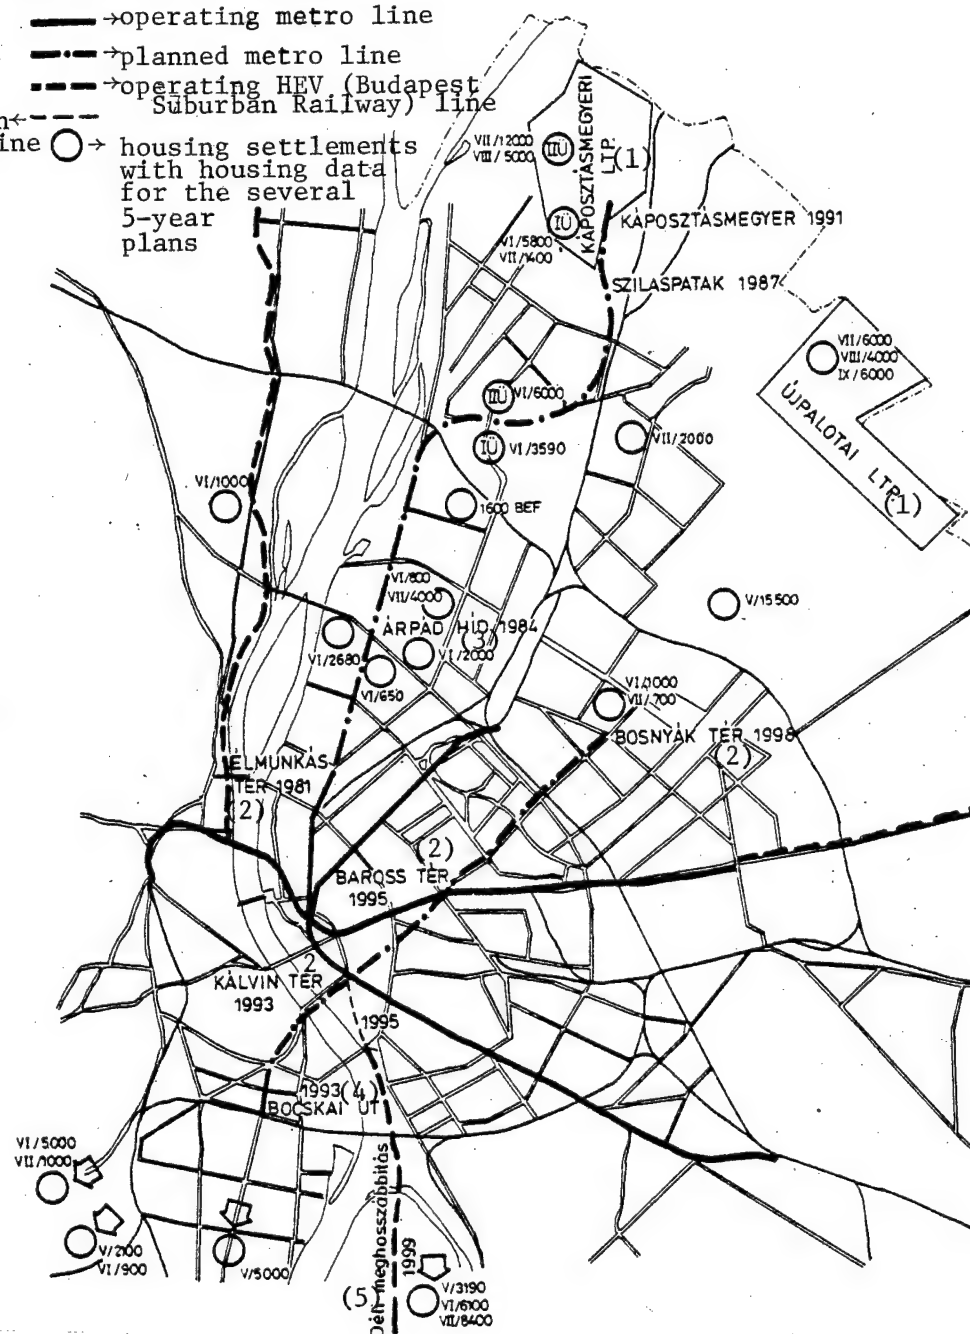 →operating metro line
→planned metro line
→operating HEV (Budapest
Suburban Railway) line
n←
ine
→ housing settlements
with housing data
for the several
5-year
plans
VII/12000
VIII/5000
IIÜ
KÁPOSZTÁSMEGYERI
LTP.
(1)
IÜ
VI/5800
VII/1400
KÁPOSZTÁSMEGYER 1991
SZILASPATAK 1987
VII/6000
VIII/4000
IX/6000
ÚJPALOTAI LTP.
(1)
IIÜ
VI/6000
IÜ
VI/3590
VII/2000
VI/1000
1600 BEF
VI/800
VII/4000
V/15500
ÁRPÁD HÍD 1984
(3)
VI/2680
VI/2000
VI/650
VI/1000
VII/700
BOSNYÁK TÉR 1998
(2)
ÉLMUNKÁS
TÉR 1981
2)
(2)
BAROSS TÉR
1995
2
KÁLVIN TÉR
1993
1995
1993(4)
BOCSKAI ÚT
VI/5000
VII/1000
V/2100
VI/900
V/5000
Déli meghosszabbítás
1999
(5)
V/3190
VI/6100
VII/8400